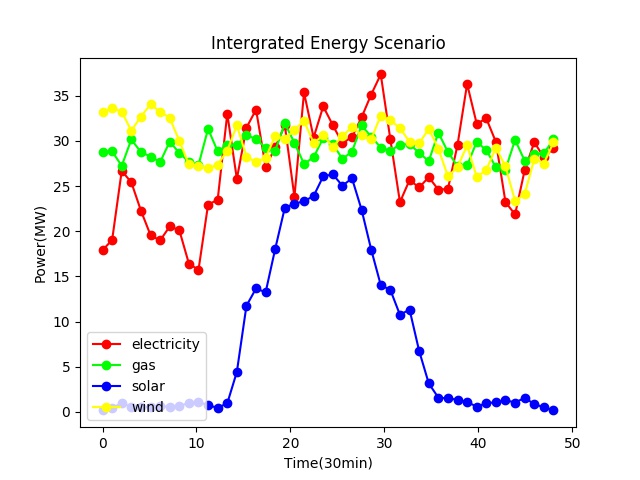 Intergrated Energy Scenario
Power(MW)
35
30
25
20
15
10
5
0
electricity
gas
solar
wind
0 10 20 30 40 50
Time(30min)